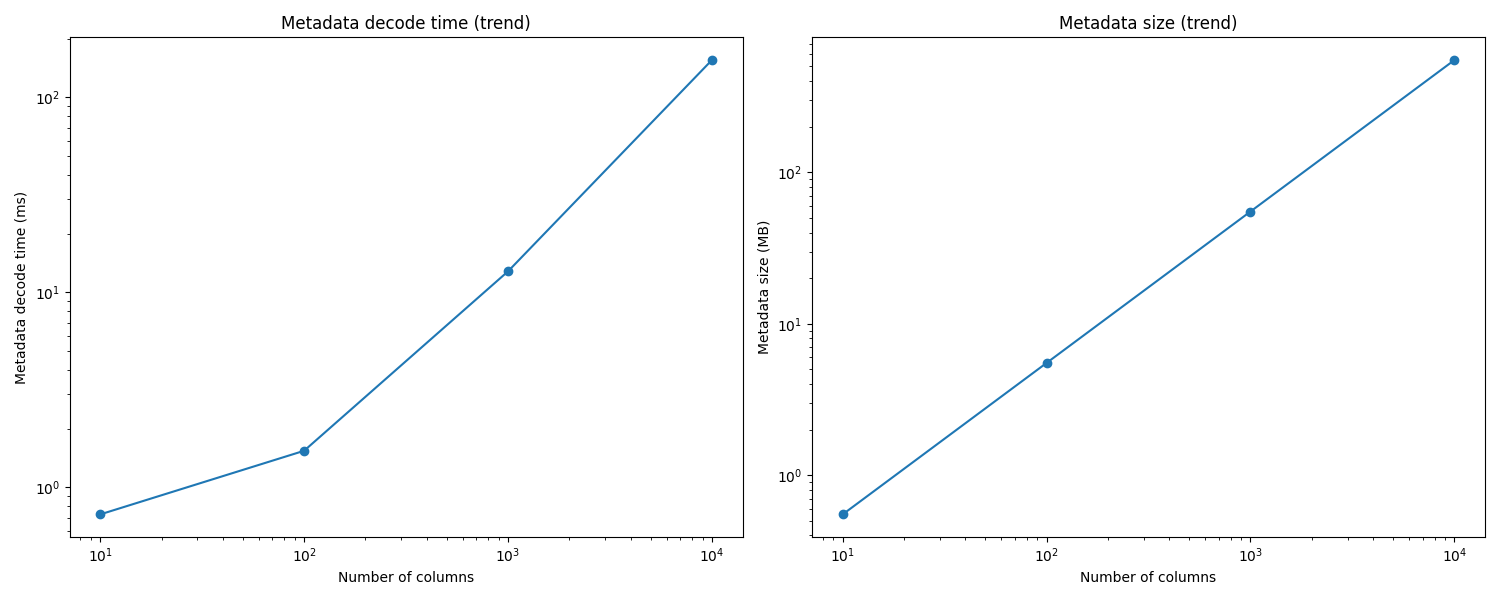 Metadata decode time (trend)
Metadata decode time (ms)
10²
10¹
10⁰
10¹ 10² 10³ 10⁴
Number of columns
Metadata size (trend)
Metadata size (MB)
10²
10¹
10⁰
10¹ 10² 10³ 10⁴
Number of columns